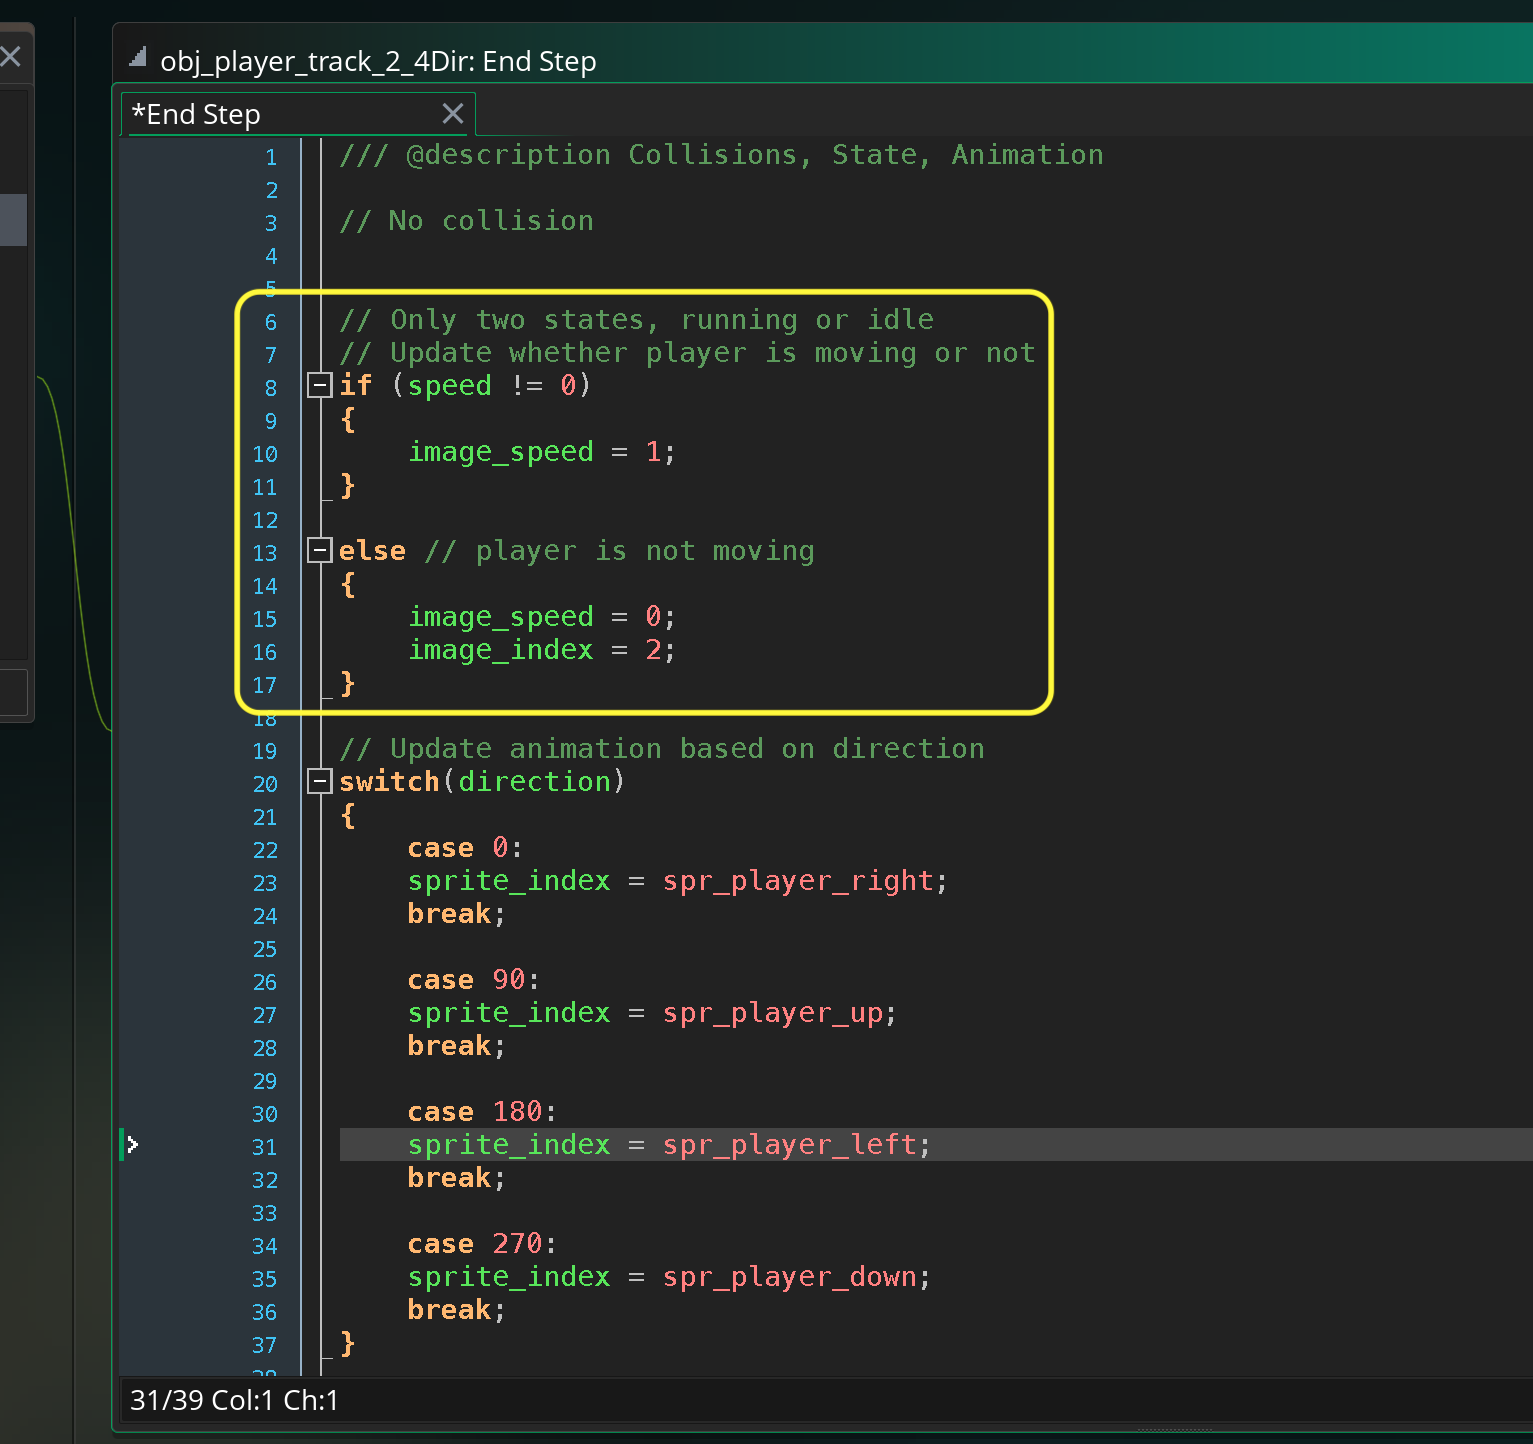 obj_player_track_2_4Dir: End Step
*End Step
1 /// @description Collisions, State, Animation
2
3 // No collision
4
5
6 // Only two states, running or idle
7 // Update whether player is moving or not
8 if (speed != 0)
9 {
10 image_speed = 1;
11 }
12
13 else // player is not moving
14 {
15 image_speed = 0;
16 image_index = 2;
17 }
18
19 // Update animation based on direction
20 switch(direction)
21 {
22 case 0:
23 sprite_index = spr_player_right;
24 break;
25
26 case 90:
27 sprite_index = spr_player_up;
28 break;
29
30 case 180:
31 sprite_index = spr_player_left;
32 break;
33
34 case 270:
35 sprite_index = spr_player_down;
36 break;
37 }
31/39 Col:1 Ch:1